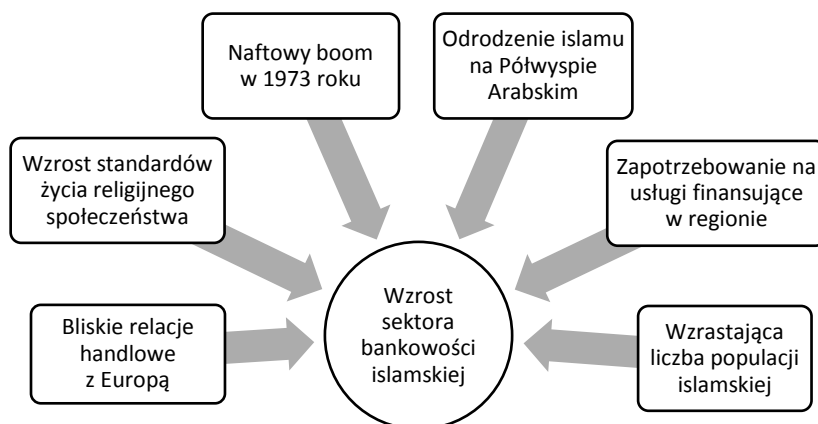 Naftowy boom
w 1973 roku
Odrodzenie islamu
na Półwyspie
Arabskim
Wzrost standardów
życia religijnego
społeczeństwa
Zapotrzebowanie na
usługi finansujące
w regionie
Bliskie relacje
handlowe
z Europą
Wzrost
sektora
bankowości
islamskiej
Wzrastająca
liczba populacji
islamskiej